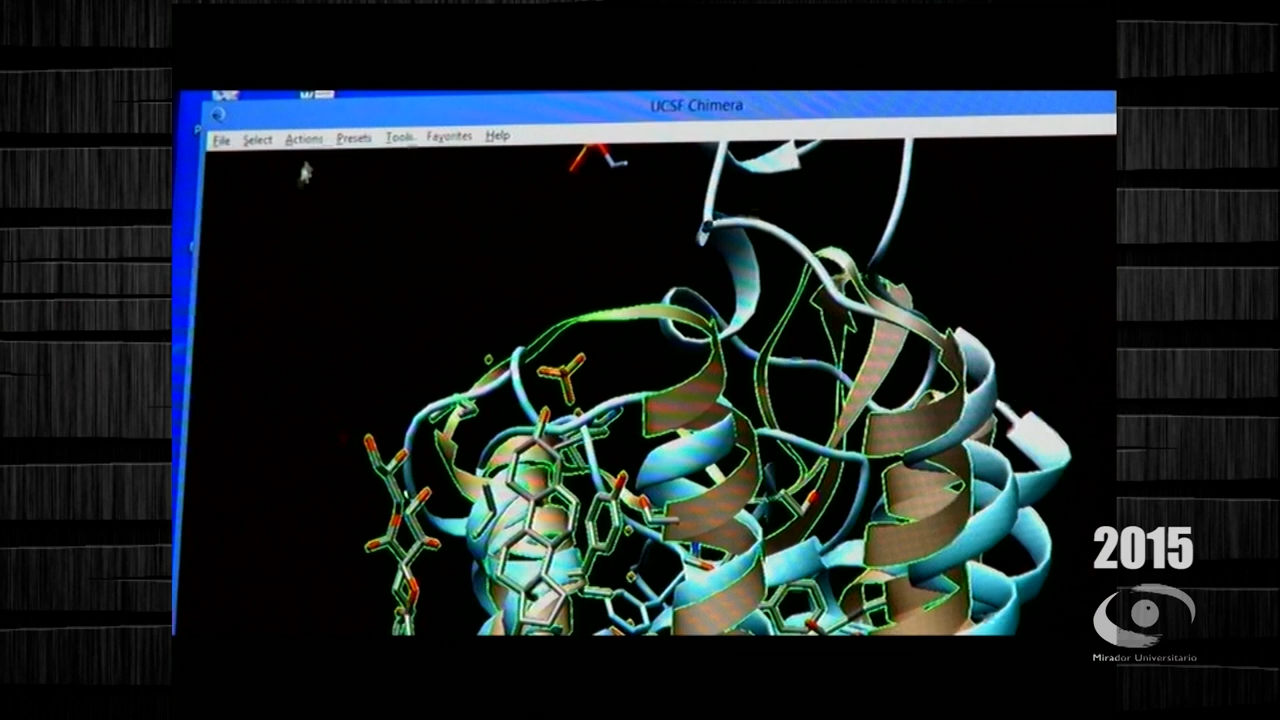 UCSF Chimera
File Select Actions Presets Tools Favorites Help
2015
Mirador Universitario